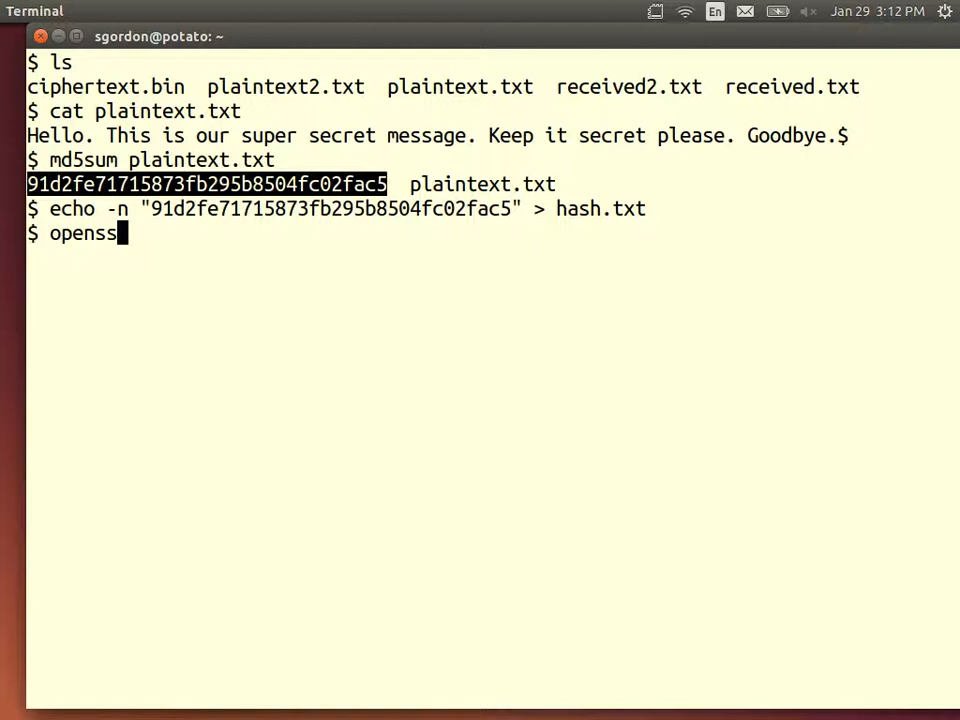 Terminal En Jan 29 3:12 PM
sgordon@potato: ~
$ ls
ciphertext.bin plaintext2.txt plaintext.txt received2.txt received.txt
$ cat plaintext.txt
Hello. This is our super secret message. Keep it secret please. Goodbye.$
$ md5sum plaintext.txt
91d2fe71715873fb295b8504fc02fac5 plaintext.txt
$ echo -n "91d2fe71715873fb295b8504fc02fac5" > hash.txt
$ openss